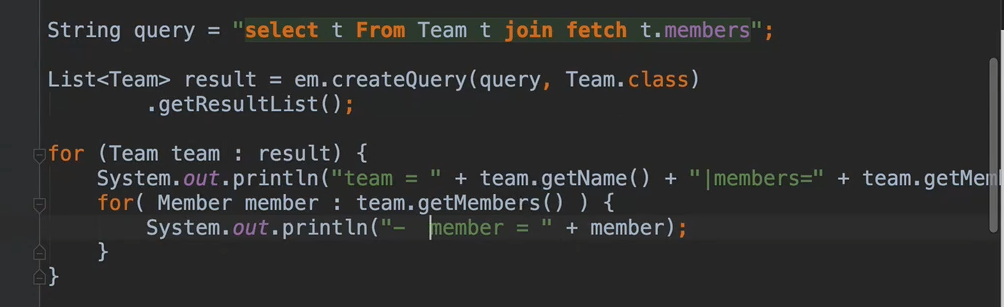 String query = "select t From Team t join fetch t.members";
List<Team> result = em.createQuery(query, Team.class)
.getResultList();
for (Team team : result) {
System.out.println("team = " + team.getName() + "|members=" + team.getMem
for( Member member : team.getMembers() ) {
System.out.println("-  member = " + member);
}
}